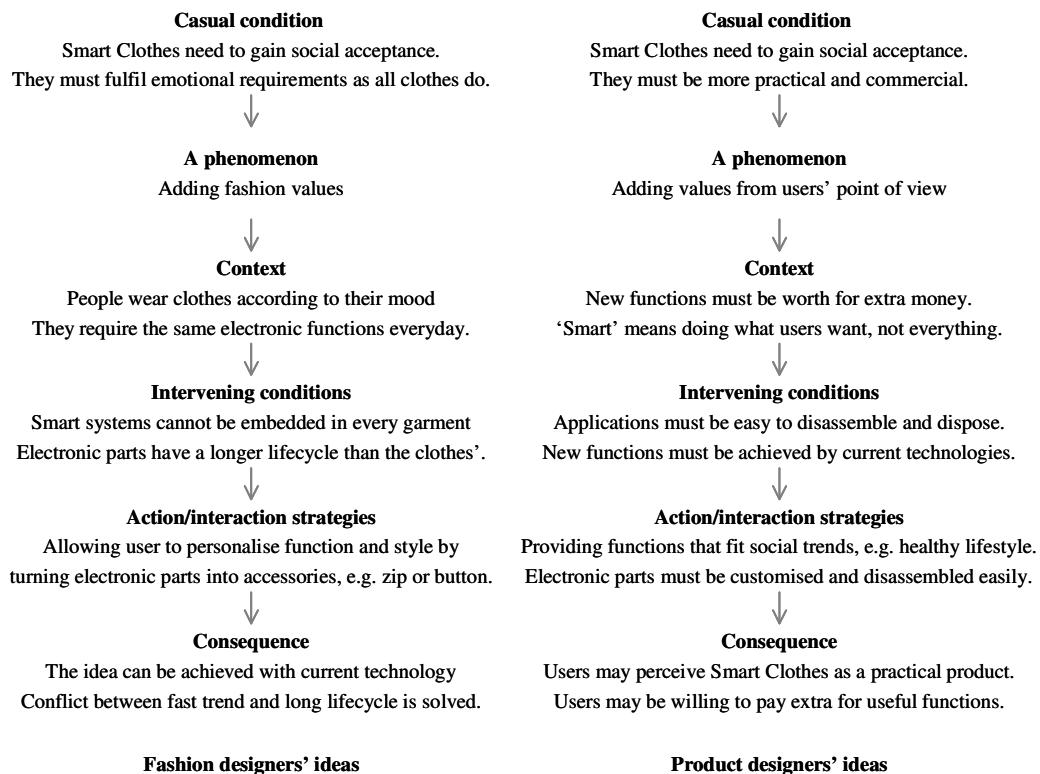 Casual condition
Smart Clothes need to gain social acceptance.
They must fulfil emotional requirements as all clothes do.
A phenomenon
Adding fashion values
Context
People wear clothes according to their mood
They require the same electronic functions everyday.
Intervening conditions
Smart systems cannot be embedded in every garment
Electronic parts have a longer lifecycle than the clothes’.
Action/interaction strategies
Allowing user to personalise function and style by
turning electronic parts into accessories, e.g. zip or button.
Consequence
The idea can be achieved with current technology
Conflict between fast trend and long lifecycle is solved.
Fashion designers’ ideas
Casual condition
Smart Clothes need to gain social acceptance.
They must be more practical and commercial.
A phenomenon
Adding values from users’ point of view
Context
New functions must be worth for extra money.
‘Smart’ means doing what users want, not everything.
Intervening conditions
Applications must be easy to disassemble and dispose.
New functions must be achieved by current technologies.
Action/interaction strategies
Providing functions that fit social trends, e.g. healthy lifestyle.
Electronic parts must be customised and disassembled easily.
Consequence
Users may perceive Smart Clothes as a practical product.
Users may be willing to pay extra for useful functions.
Product designers’ ideas